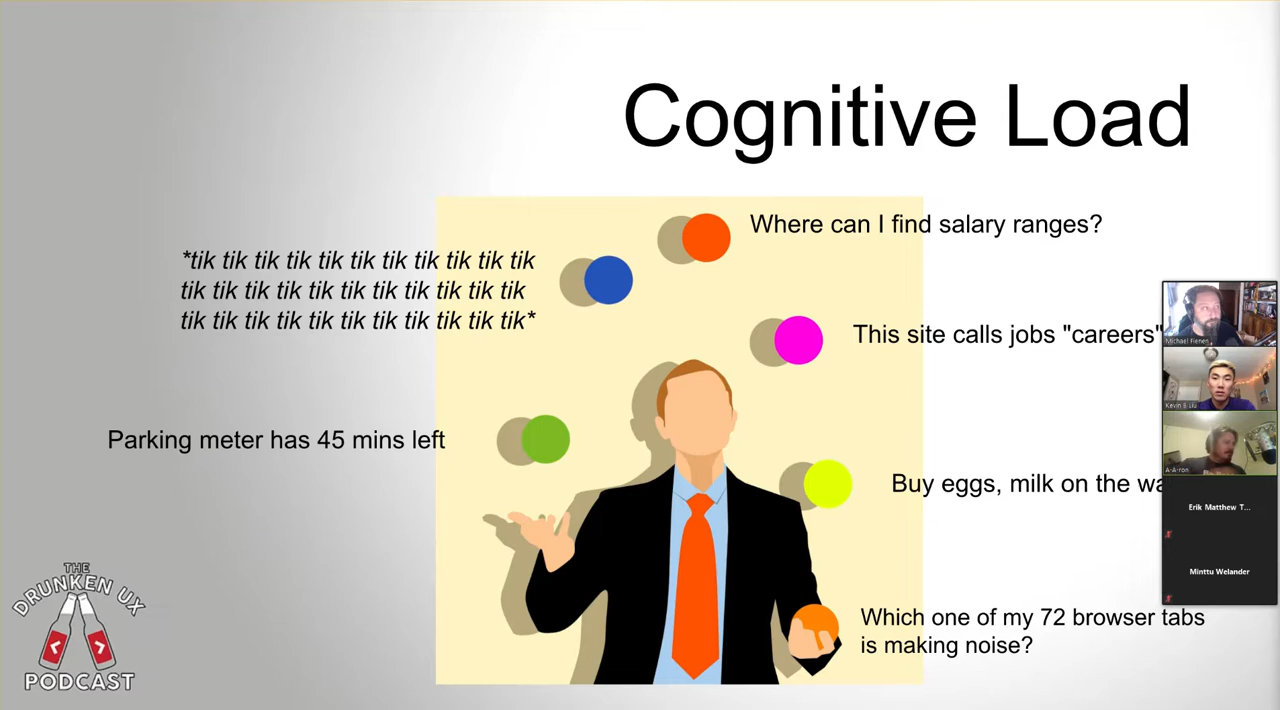 Cognitive Load
Where can I find salary ranges?
*tik tik tik tik tik tik tik tik tik tik tik
tik tik tik tik tik tik tik tik tik tik tik
tik tik tik tik tik tik tik tik tik tik tik*
This site calls jobs "careers"
Parking meter has 45 mins left
Buy eggs, milk on the
Which one of my 72 browser tabs
is making noise?
THE
DRUNKEN UX
PODCAST
Michael Fienen
Kevin B Liu
A-A-ron
Erik Matthew T...
Minttu Welander